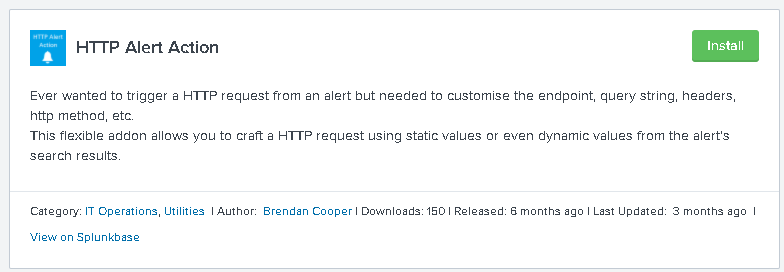 HTTP Alert
Action
HTTP Alert Action
Install
Ever wanted to trigger a HTTP request from an alert but needed to customise the endpoint, query string, headers,
http method, etc.
This flexible addon allows you to craft a HTTP request using static values or even dynamic values from the alert's
search results.
Category: IT Operations, Utilities | Author: Brendan Cooper | Downloads: 150 | Released: 6 months ago | Last Updated: 3 months ago |
View on Splunkbase